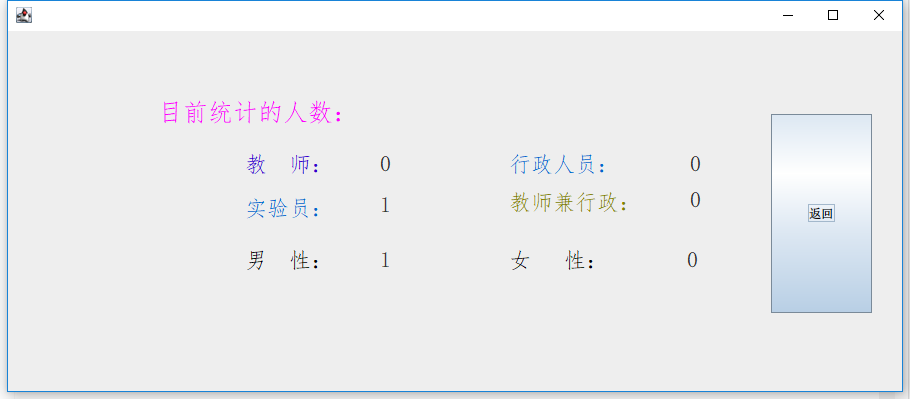 目前统计的人数：
教 师： 0 行政人员： 0
实验员： 1 教师兼行政： 0
男 性： 1 女 性： 0
返回